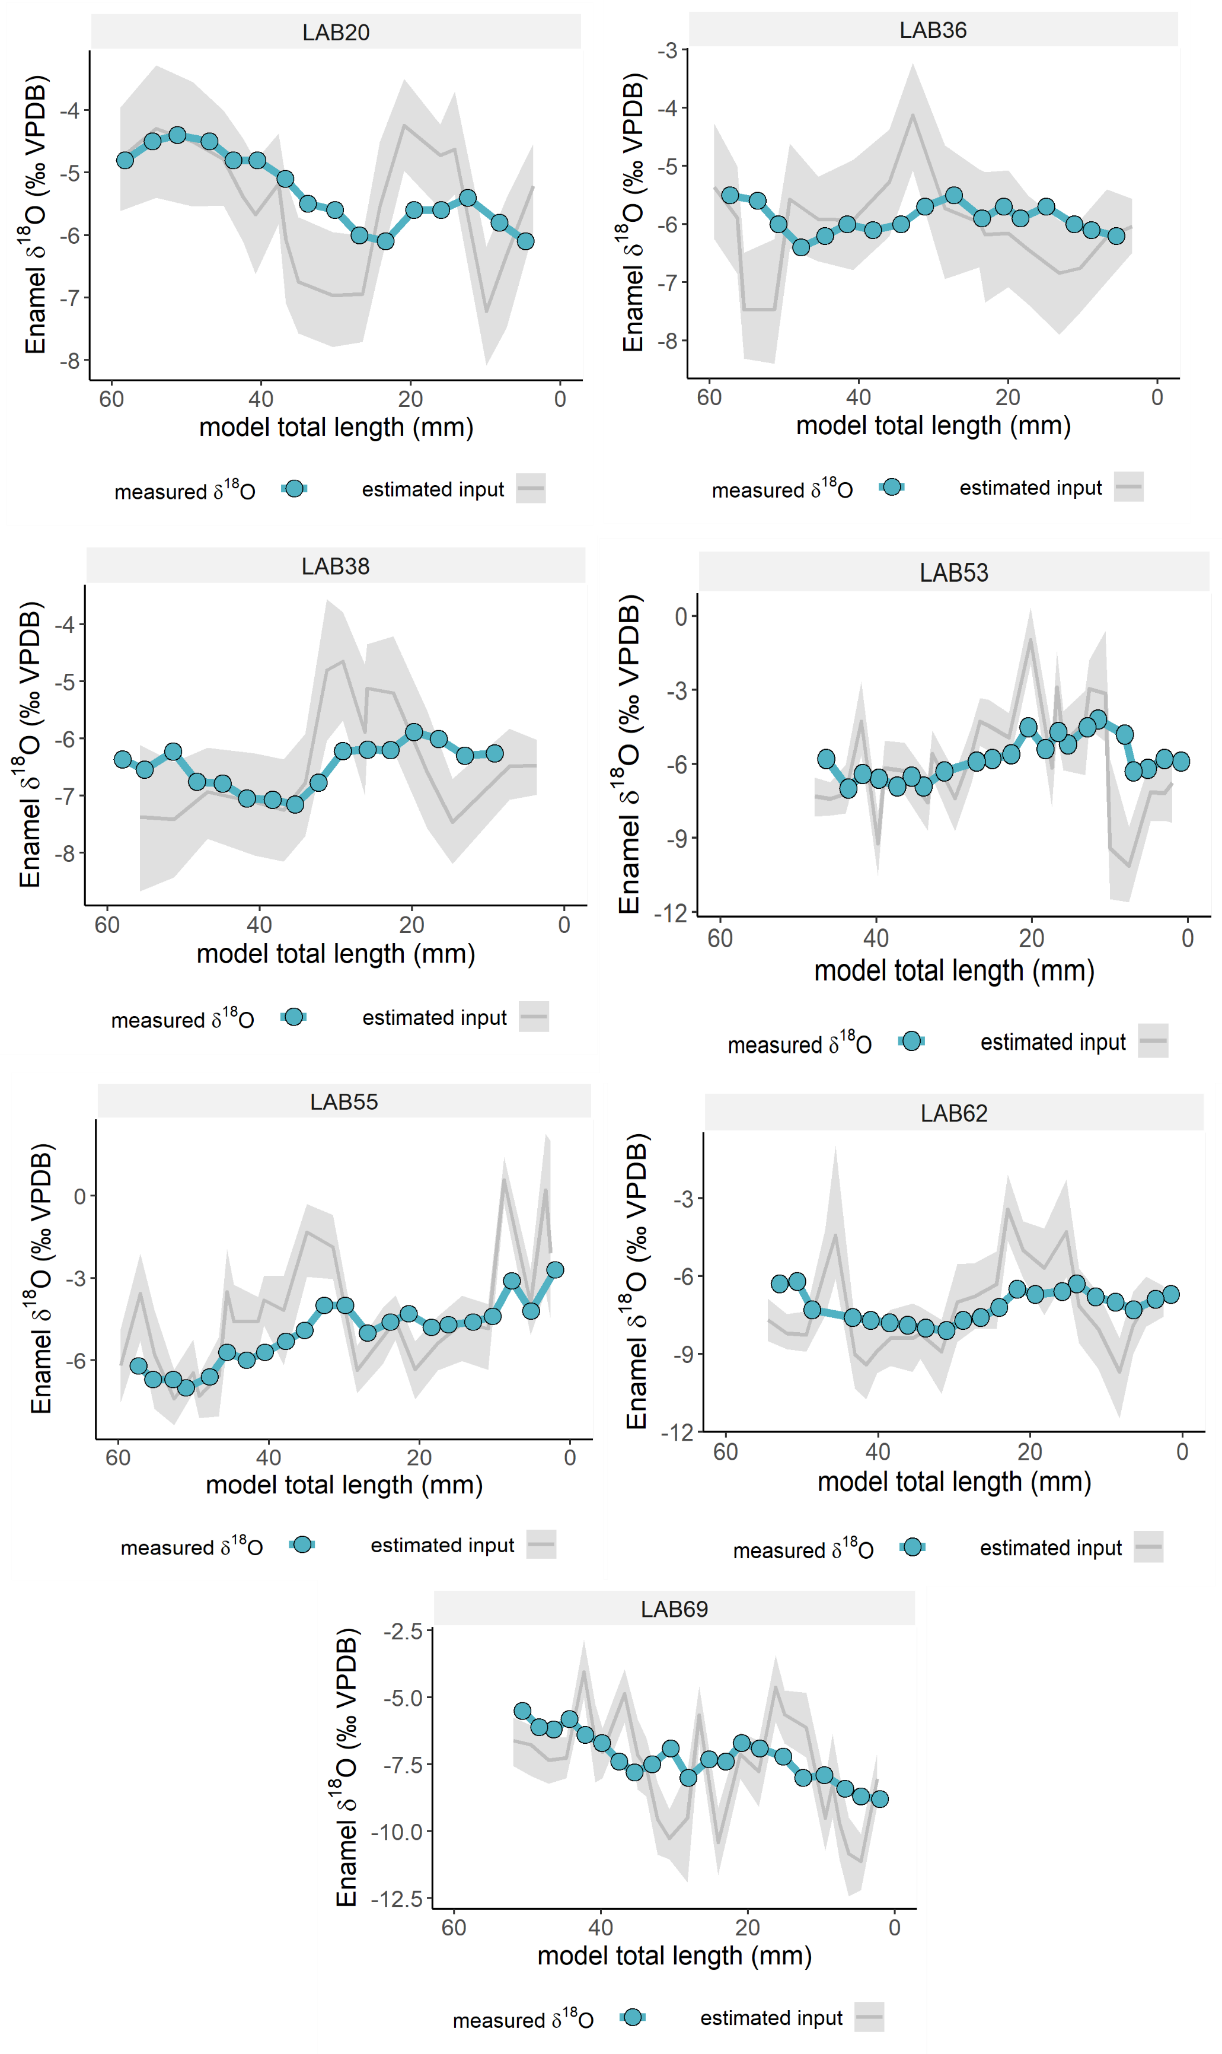 LAB20
Enamel δ18O (‰ VPDB)
-4
-5
-6
-7
-8
60 40 20 0
model total length (mm)
measured δ18O estimated input
LAB36
Enamel δ18O (‰ VPDB)
-3
-4
-5
-6
-7
-8
60 40 20 0
model total length (mm)
measured δ18O estimated input
LAB38
Enamel δ18O (‰ VPDB)
-4
-5
-6
-7
-8
60 40 20 0
model total length (mm)
measured δ18O estimated input
LAB53
Enamel δ18O (‰ VPDB)
0
-3
-6
-9
-12
60 40 20 0
model total length (mm)
measured δ18O estimated input
LAB55
Enamel δ18O (‰ VPDB)
0
-3
-6
60 40 20 0
model total length (mm)
measured δ18O estimated input
LAB62
Enamel δ18O (‰ VPDB)
-3
-6
-9
-12
60 40 20 0
model total length (mm)
measured δ18O estimated input
LAB69
Enamel δ18O (‰ VPDB)
-2.5
-5.0
-7.5
-10.0
-12.5
60 40 20 0
model total length (mm)
measured δ18O estimated input